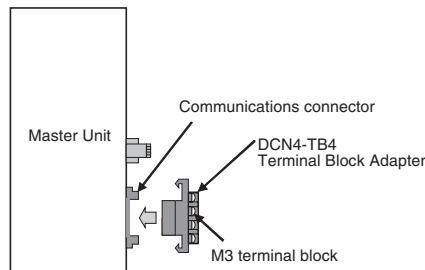 Communications connector
Master Unit
DCN4-TB4
Terminal Block Adapter
M3 terminal block